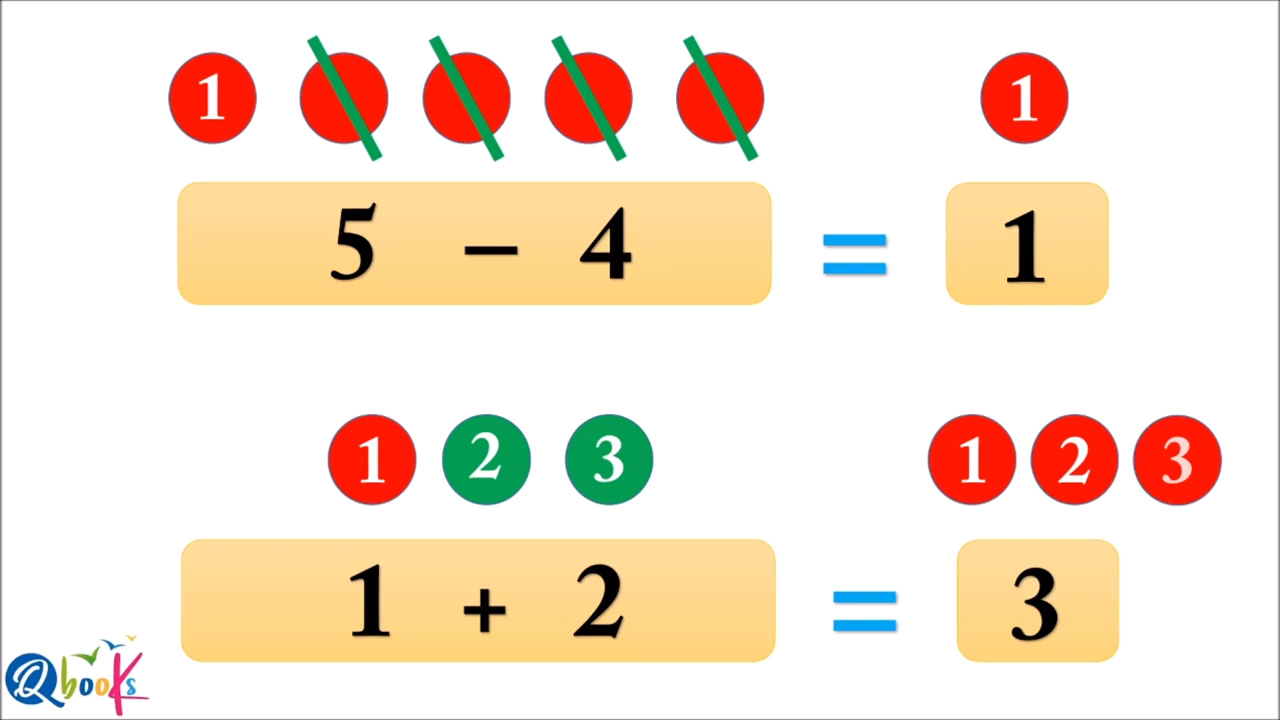 1 1
5 – 4 = 1
1 2 3 1 2 3
1 + 2 = 3
Qbooks